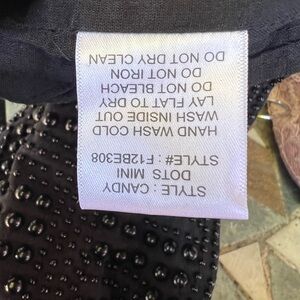 STYLE : CANDY
DOTS MINI
STYLE# : F12BE308
HAND WASH COLD
WASH INSIDE OUT
LAY FLAT TO DRY
DO NOT BLEACH
DO NOT IRON
DO NOT DRY CLEAN